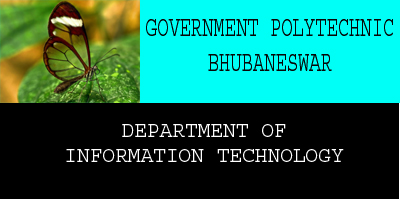 GOVERNMENT POLYTECHNIC
BHUBANESWAR
DEPARTMENT OF
INFORMATION TECHNOLOGY